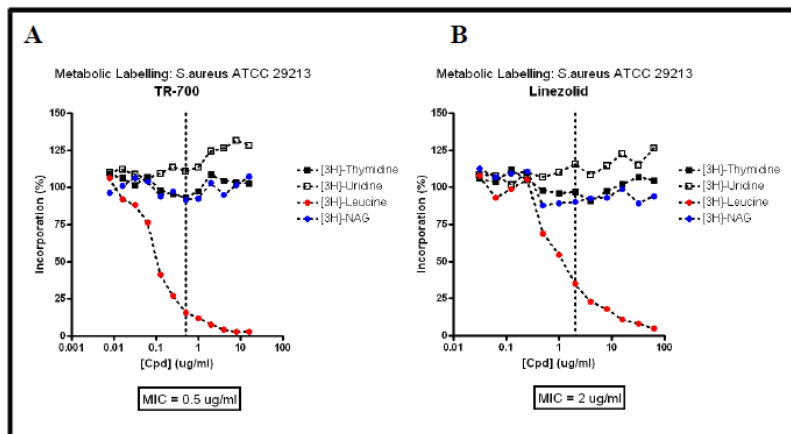 A
Metabolic Labelling: S.aureus ATCC 29213
TR-700
150
125
100
75
50
25
0
Incorporation (%)
0.001
0.01
0.1
1
10
100
[Cpd] (ug/ml)
[3H]-Thymidine
[3H]-Uridine
[3H]-Leucine
[3H]-NAG
MIC = 0.5 ug/ml
B
Metabolic Labelling: S.aureus ATCC 29213
Linezolid
150
125
100
75
50
25
0
Incorporation (%)
0.01
0.1
1
10
100
[Cpd] (ug/ml)
[3H]-Thymidine
[3H]-Uridine
[3H]-Leucine
[3H]-NAG
MIC = 2 ug/ml